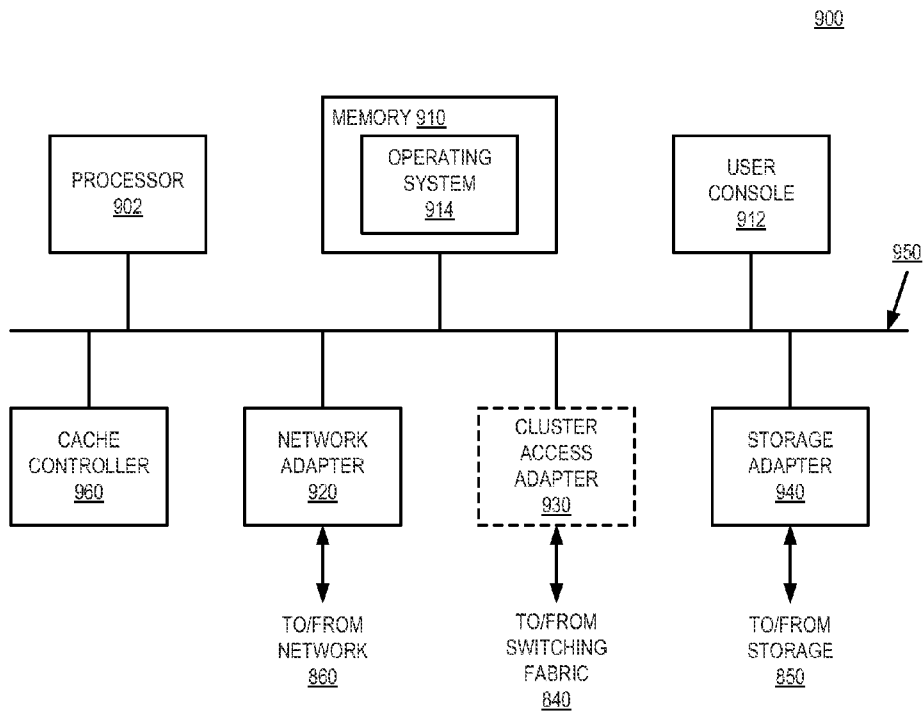 900
MEMORY 910
OPERATING
SYSTEM
914
PROCESSOR
902
USER
CONSOLE
912
950
CACHE
CONTROLLER
960
NETWORK
ADAPTER
920
CLUSTER
ACCESS
ADAPTER
930
STORAGE
ADAPTER
940
TO/FROM
NETWORK
860
TO/FROM
SWITCHING
FABRIC
840
TO/FROM
STORAGE
850